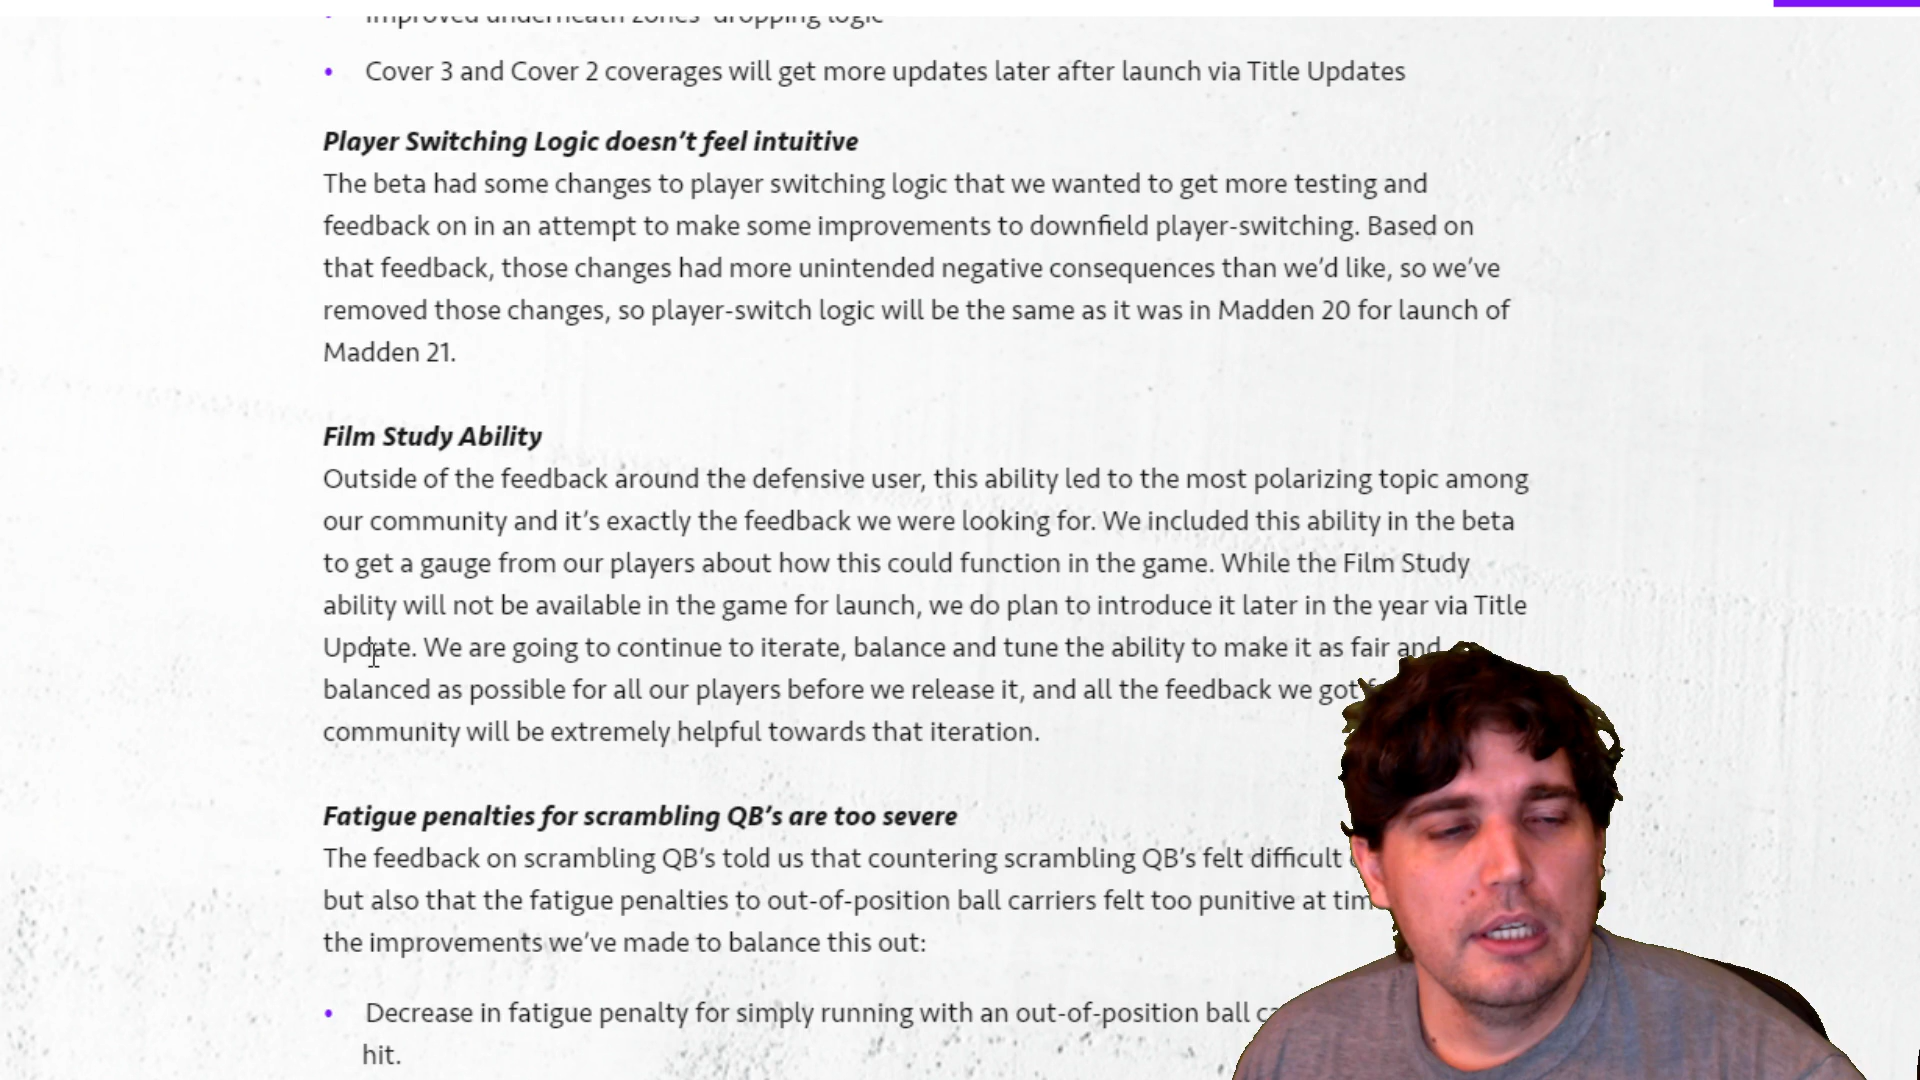 Improved underneath zones' dropping logic
Cover 3 and Cover 2 coverages will get more updates later after launch via Title Updates
Player Switching Logic doesn't feel intuitive
The beta had some changes to player switching logic that we wanted to get more testing and
feedback on in an attempt to make some improvements to downfield player-switching. Based on
that feedback, those changes had more unintended negative consequences than we'd like, so we've
removed those changes, so player-switch logic will be the same as it was in Madden 20 for launch of
Madden 21.
Film Study Ability
Outside of the feedback around the defensive user, this ability led to the most polarizing topic among
our community and it's exactly the feedback we were looking for. We included this ability in the beta
to get a gauge from our players about how this could function in the game. While the Film Study
ability will not be available in the game for launch, we do plan to introduce it later in the year via Title
Update. We are going to continue to iterate, balance and tune the ability to make it as fair and
balanced as possible for all our players before we release it, and all the feedback we got
community will be extremely helpful towards that iteration.
Fatigue penalties for scrambling QB's are too severe
The feedback on scrambling QB's told us that countering scrambling QB's felt difficult
but also that the fatigue penalties to out-of-position ball carriers felt too punitive at
the improvements we've made to balance this out:
Decrease in fatigue penalty for simply running with an out-of-position ball
hit.